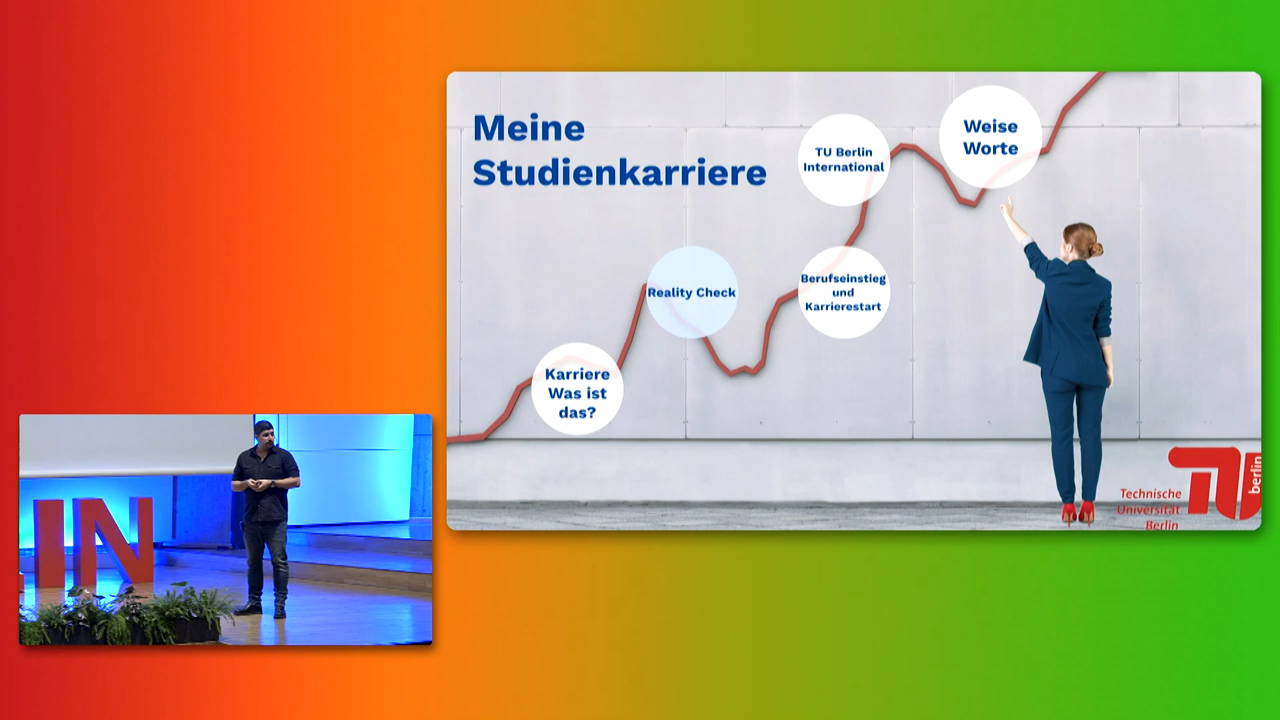 Meine
Studienkarriere
TU Berlin
International
Weise
Worte
Reality Check
Berufseinstieg
und
Karrierestart
Karriere
Was ist
das?
Technische
Universität
Berlin
berlin
IN